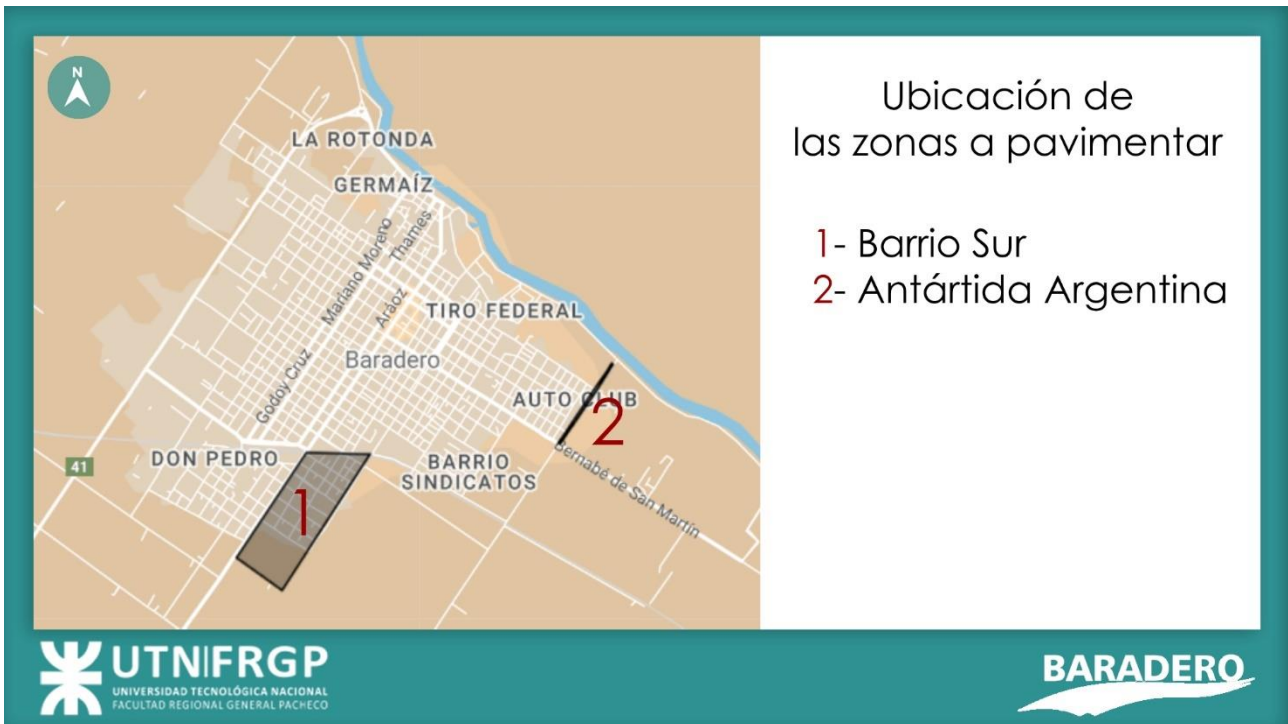 N
LA ROTONDA
GERMAÍZ
Thames
Mariano Moreno
Aráoz
TIRO FEDERAL
Baradero
Godoy Cruz
AUTO CLUB
2
DON PEDRO
BARRIO
SINDICATOS
Bernabé de San Martín
41
1
Ubicación de
las zonas a pavimentar
1- Barrio Sur
2- Antártida Argentina
UTN|FRGP
UNIVERSIDAD TECNOLÓGICA NACIONAL
FACULTAD REGIONAL GENERAL PACHECO
BARADERO